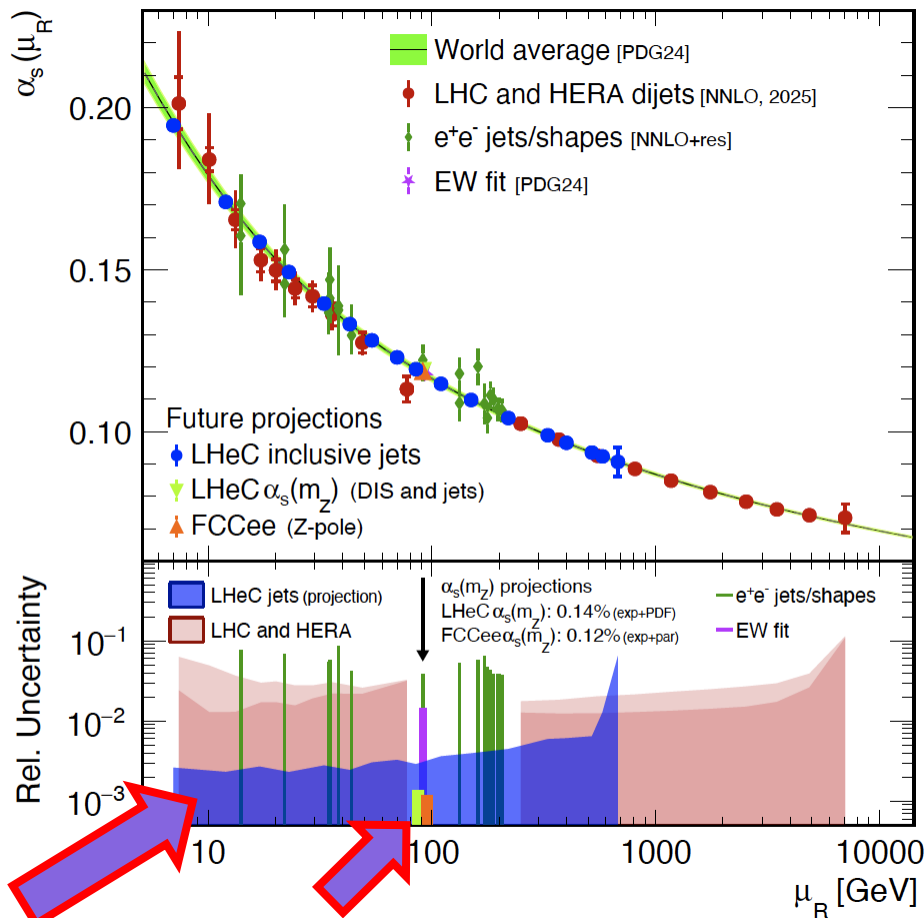 α_s(μ_R)
0.20
0.15
0.10
World average [PDG24]
LHC and HERA dijets [NNLO, 2025]
e⁺e⁻ jets/shapes [NNLO+res]
EW fit [PDG24]
Future projections
LHeC inclusive jets
LHeC α_s(m_Z) (DIS and jets)
FCCee (Z-pole)
Rel. Uncertainty
10⁻¹
10⁻²
10⁻³
LHeC jets (projection)
LHC and HERA
α_s(m_Z) projections
LHeC α_s(m_Z): 0.14% (exp+PDF)
FCCee α_s(m_Z): 0.12% (exp+par)
e⁺e⁻ jets/shapes
EW fit
10
100
1000
10000
μ_R [GeV]